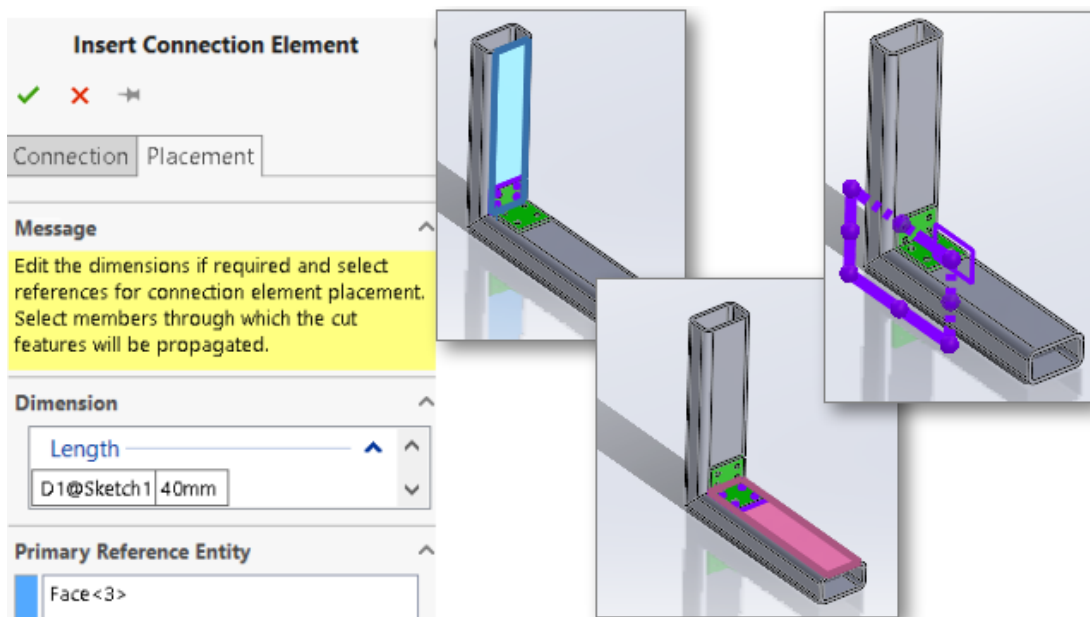 Insert Connection Element
Connection Placement
Message
Edit the dimensions if required and select
references for connection element placement.
Select members through which the cut
features will be propagated.
Dimension
Length
D1@Sketch1 40mm
Primary Reference Entity
Face<3>